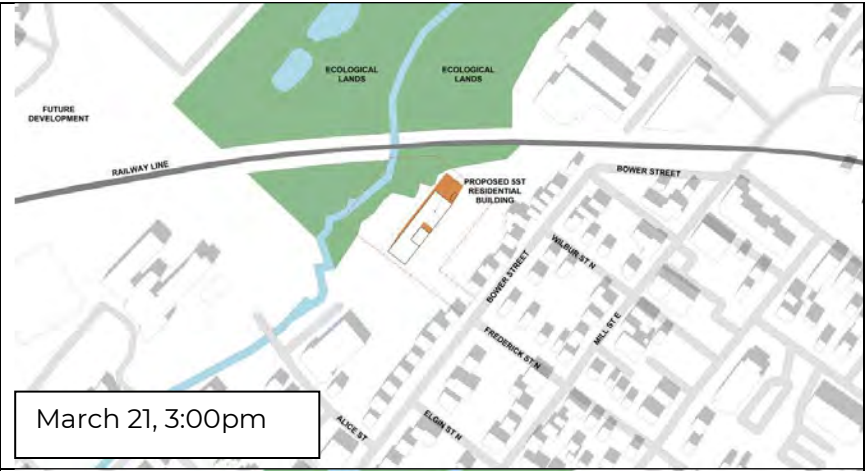 ECOLOGICAL
LANDS
ECOLOGICAL
LANDS
FUTURE
DEVELOPMENT
RAILWAY LINE
PROPOSED 5ST
RESIDENTIAL
BUILDING
BOWER STREET
WILBUR ST N
BOWER STREET
FREDERICK ST N
MILL ST E
ALICE ST
ELGIN ST N
March 21, 3:00pm